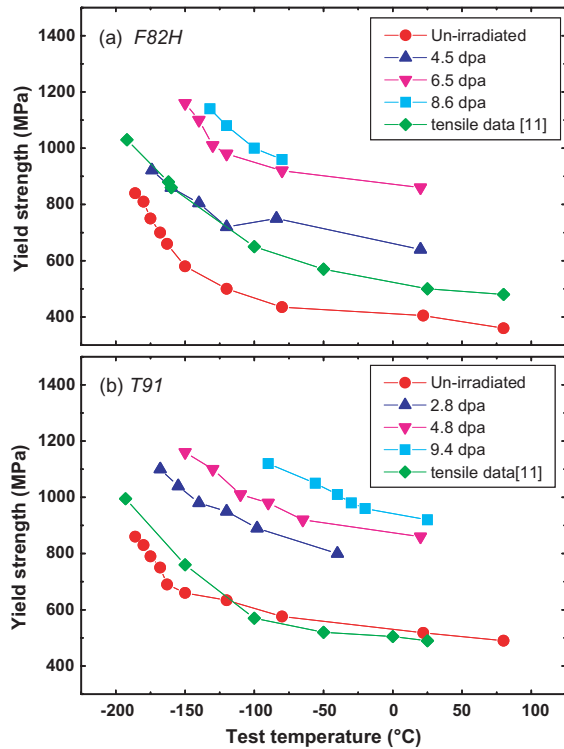 (a) F82H
Un-irradiated
4.5 dpa
6.5 dpa
8.6 dpa
tensile data [11]
Yield strength (MPa)
1400
1200
1000
800
600
400
(b) T91
Un-irradiated
2.8 dpa
4.8 dpa
9.4 dpa
tensile data[11]
Yield strength (MPa)
1400
1200
1000
800
600
400
-200 -150 -100 -50 0 50 100
Test temperature (°C)